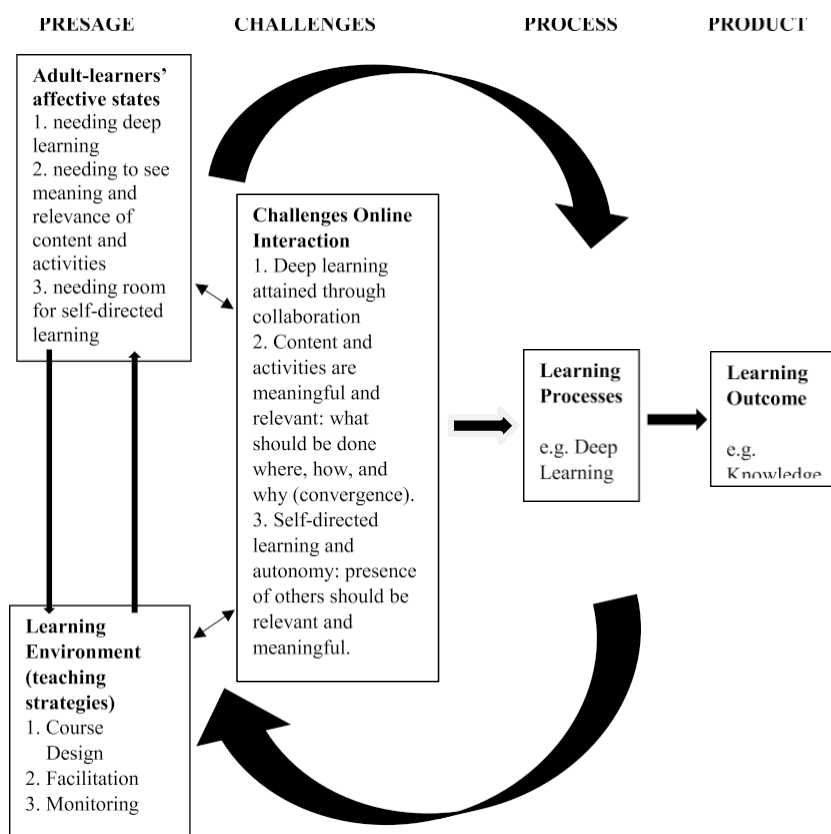 PRESAGE
CHALLENGES
PROCESS
PRODUCT
Adult-learners’
affective states
1. needing deep
learning
2. needing to see
meaning and
relevance of
content and
activities
3. needing room
for self-directed
learning
Challenges Online
Interaction
1. Deep learning
attained through
collaboration
2. Content and
activities are
meaningful and
relevant: what
should be done
where, how, and
why (convergence).
3. Self-directed
learning and
autonomy: presence
of others should be
relevant and
meaningful.
Learning
Processes
e.g. Deep
Learning
Learning
Outcome
e.g.
Knowledge
Learning
Environment
(teaching
strategies)
1. Course
Design
2. Facilitation
3. Monitoring